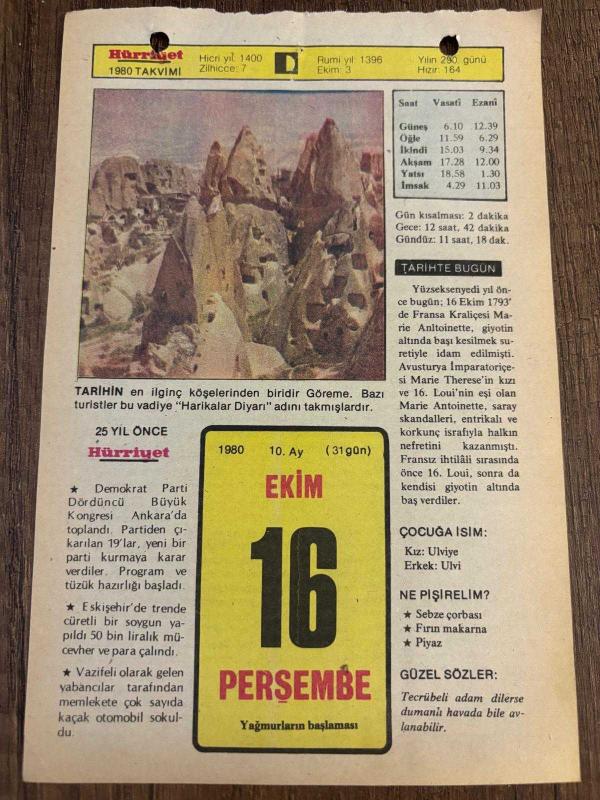 Hürriyet
1980 TAKVİMİ
Hicri yıl: 1400
Zilhicce: 7
Rumi yıl: 1396
Ekim: 3
Yılın 290. günü
Hızır: 164
Saat Vasatî Ezanî
Güneş 6.10 12.39
Öğle 11.59 6.29
İkindi 15.03 9.34
Akşam 17.28 12.00
Yatsı 18.58 1.30
İmsak 4.29 11.03
Gün kısalması: 2 dakika
Gece: 12 saat, 42 dakika
Gündüz: 11 saat, 18 dak.
TARİHTE BUGÜN
Yüzseksenyedi yıl ön-
ce bugün; 16 Ekim 1793'
de Fransa Kraliçesi Ma-
rie Anltoinette, giyotin
altında başı kesilmek su-
retiyle idam edilmişti.
Avusturya İmparatoriçe-
si Marie Therese'in kızı
ve 16. Loui'nin eşi olan
Marie Antoinette, saray
skandalları, entrikalı ve
korkunç israfıyla halkın
nefretini kazanmıştı.
Fransız ihtilâli sırasında
önce 16. Loui, sonra da
kendisi giyotin altında
baş verdiler.
TARİHİN en ilginç köşelerinden biridir Göreme. Bazı
turistler bu vadiye "Harikalar Diyarı" adını takmışlardır.
25 YIL ÖNCE
Hürriyet
★ Demokrat Parti
Dördüncü Büyük
Kongresi Ankara'da
toplandı. Partiden çı-
karılan 19'lar, yeni bir
parti kurmaya karar
verdiler. Program ve
tüzük hazırlığı başladı.
★ Eskişehir'de trende
cüretli bir soygun ya-
pıldı 50 bin liralık mü-
cevher ve para çalındı.
★ Vazifeli olarak gelen
yabancılar tarafından
memlekete çok sayıda
kaçak otomobil sokul-
du.
1980 10. Ay (31 gün)
EKİM
16
PERŞEMBE
Yağmurların başlaması
ÇOCUĞA İSİM:
Kız: Ulviye
Erkek: Ulvi
NE PİŞİRELİM?
★ Sebze çorbası
★ Fırın makarna
★ Piyaz
GÜZEL SÖZLER:
Tecrübeli adam dilerse
dumanlı havada bile av-
lanabilir.